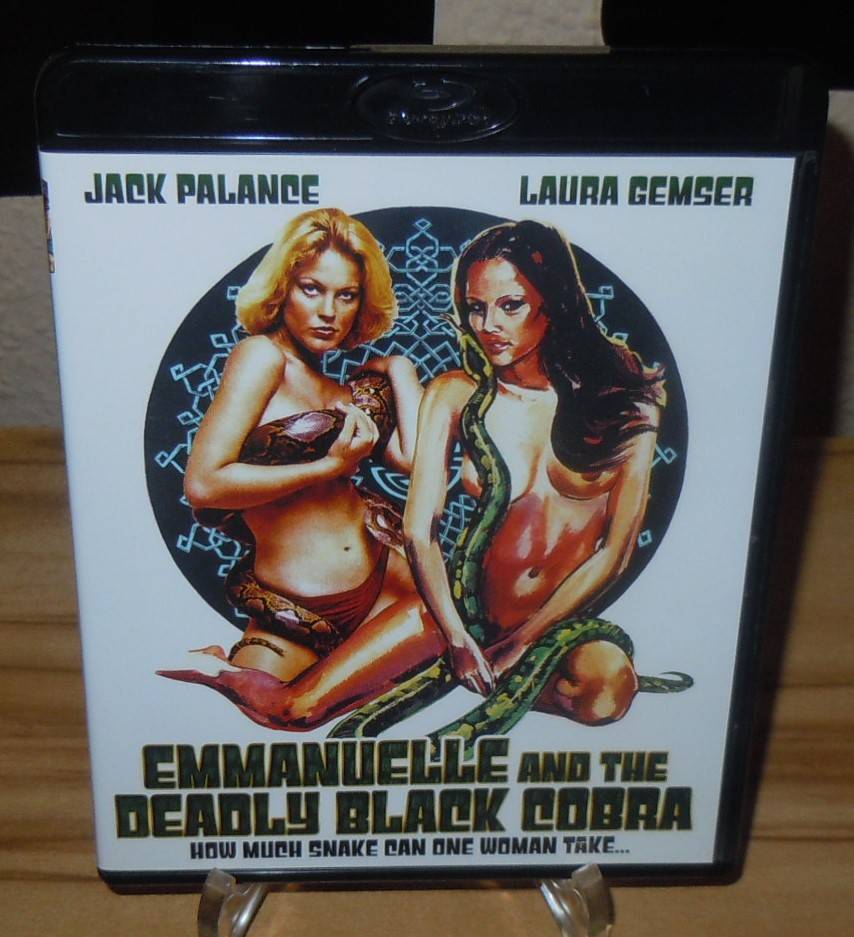 JACK PALANCE LAURA GEMSER
EMMANUELLE AND THE
DEADLY BLACK COBRA
HOW MUCH SNAKE CAN ONE WOMAN TAKE...